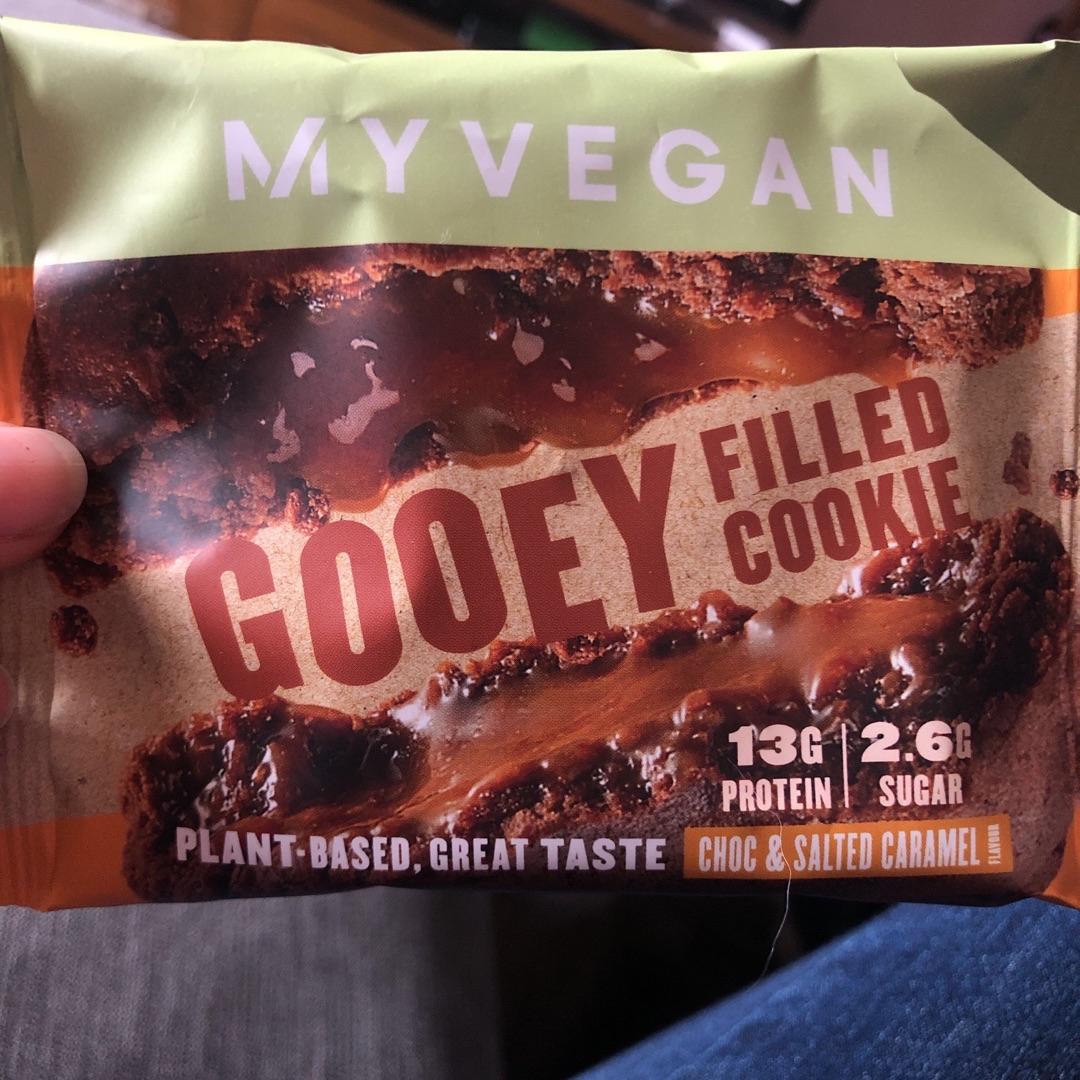 MYVEGAN
GOOEY
FILLED
COOKIE
13G
PROTEIN
2.6G
SUGAR
PLANT-BASED, GREAT TASTE
CHOC & SALTED CARAMEL
FLAVOUR